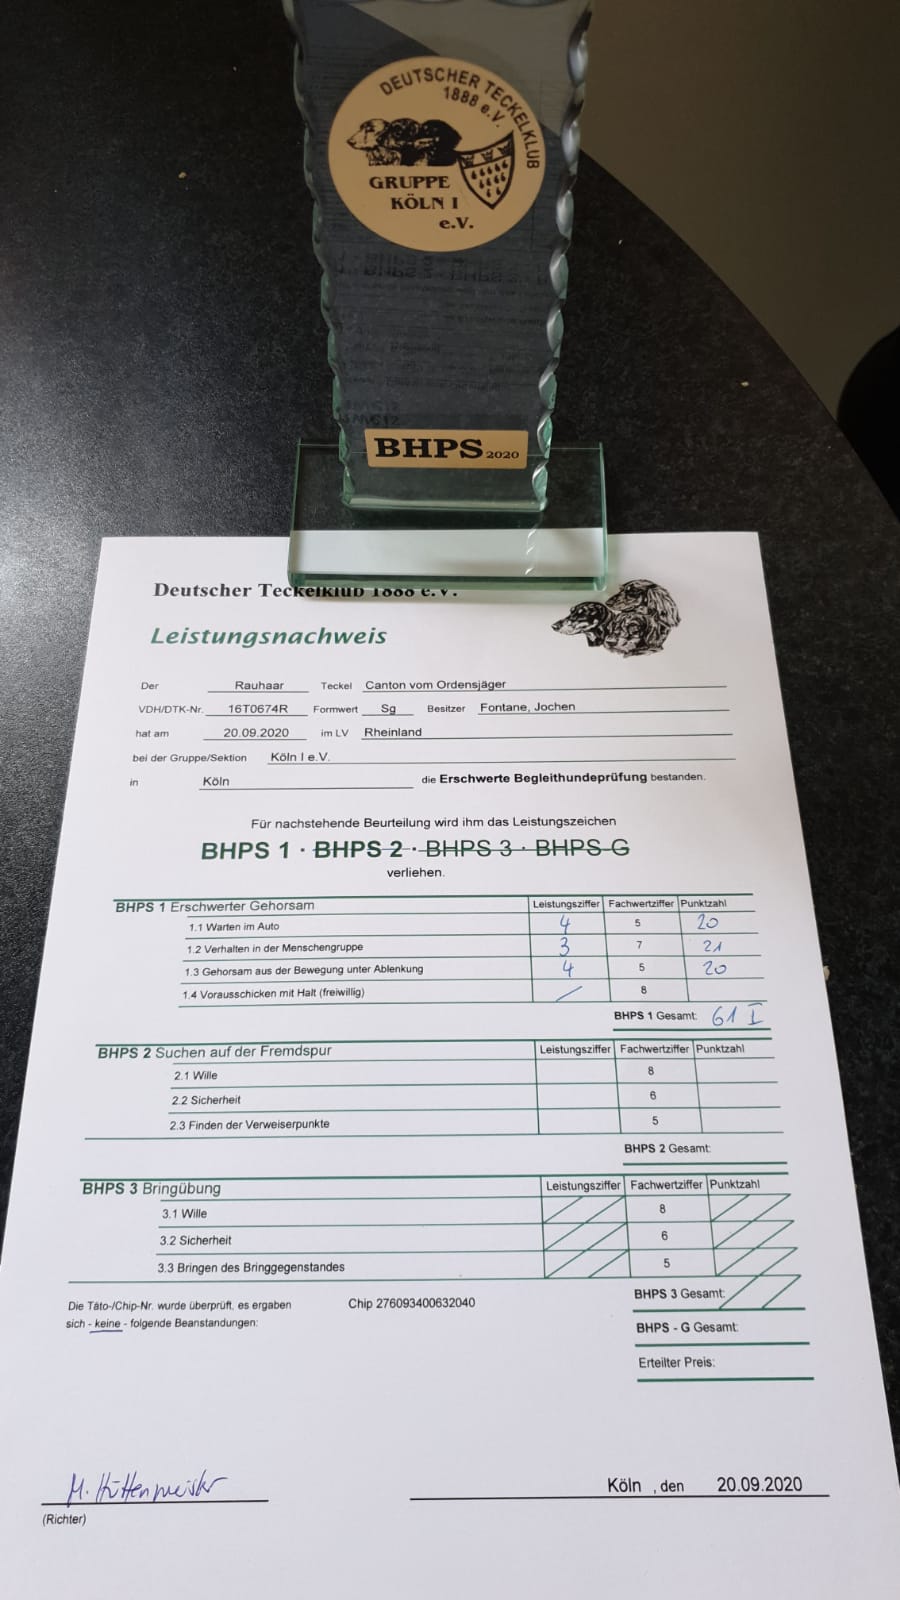 DEUTSCHER TECKELKLUB
1888 e.V.
GRUPPE
KÖLN I
e.V.
BHPS 2020
Deutscher Teckelklub 1888 e.V.
Leistungsnachweis
Der Rauhaar Teckel Canton vom Ordensjäger
VDH/DTK-Nr. 16T0674R Formwert Sg Besitzer Fontane, Jochen
hat am 20.09.2020 im LV Rheinland
bei der Gruppe/Sektion Köln I e.V.
in Köln die Erschwerte Begleithundeprüfung bestanden.
Für nachstehende Beurteilung wird ihm das Leistungszeichen
BHPS 1 · BHPS 2 · BHPS 3 · BHPS-G
verliehen.
BHPS 1 Erschwerter Gehorsam Leistungsziffer Fachwertziffer Punktzahl
1.1 Warten im Auto 4 5 20
1.2 Verhalten in der Menschengruppe 3 7 21
1.3 Gehorsam aus der Bewegung unter Ablenkung 4 5 20
1.4 Vorausschicken mit Halt (freiwillig) / 8
BHPS 1 Gesamt: 61 I
BHPS 2 Suchen auf der Fremdspur Leistungsziffer Fachwertziffer Punktzahl
2.1 Wille 8
2.2 Sicherheit 6
2.3 Finden der Verweiserpunkte 5
BHPS 2 Gesamt:
BHPS 3 Bringübung Leistungsziffer Fachwertziffer Punktzahl
3.1 Wille 8
3.2 Sicherheit 6
3.3 Bringen des Bringgegenstandes 5
BHPS 3 Gesamt:
Die Täto-/Chip-Nr. wurde überprüft, es ergaben Chip 276093400632040
sich - keine - folgende Beanstandungen:
BHPS - G Gesamt:
Erteilter Preis:
M. Hüttenmeister
(Richter)
Köln , den 20.09.2020